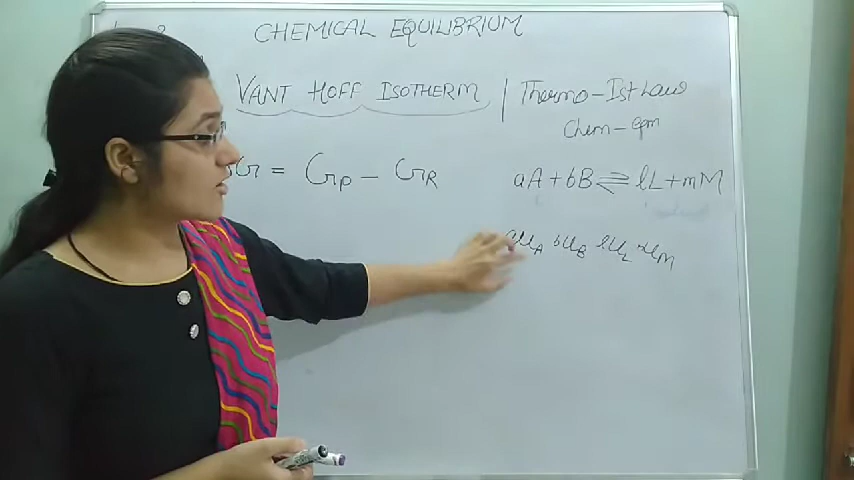 CHEMICAL EQUILIBRIUM
VANT HOFF ISOTHERM
Thermo-Ist Law
Chem-eqm
G = GP - GR
aA + bB ⇌ lL + mM
aμA bμB lμL mμM